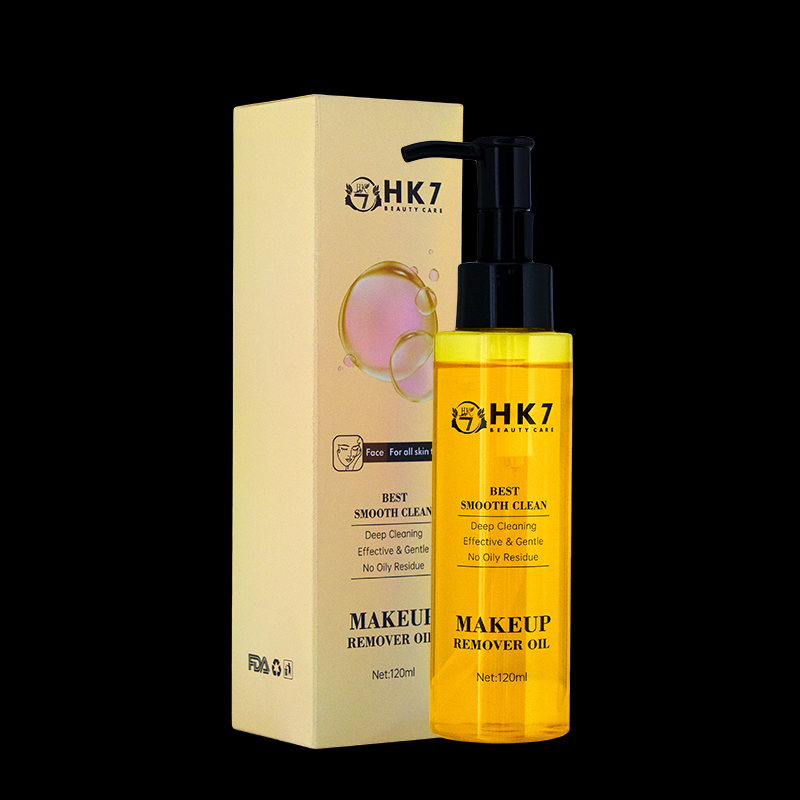 HK7
BEAUTY CARE
Face For all skin
BEST
SMOOTH CLEAN
Deep Cleaning
Effective & Gentle
No Oily Residue
MAKEUP
REMOVER OIL
Net:120ml
FDA
HK
7
HK7
BEAUTY CARE
BEST
SMOOTH CLEAN
Deep Cleaning
Effective & Gentle
No Oily Residue
MAKEUP
REMOVER OIL
Net:120ml